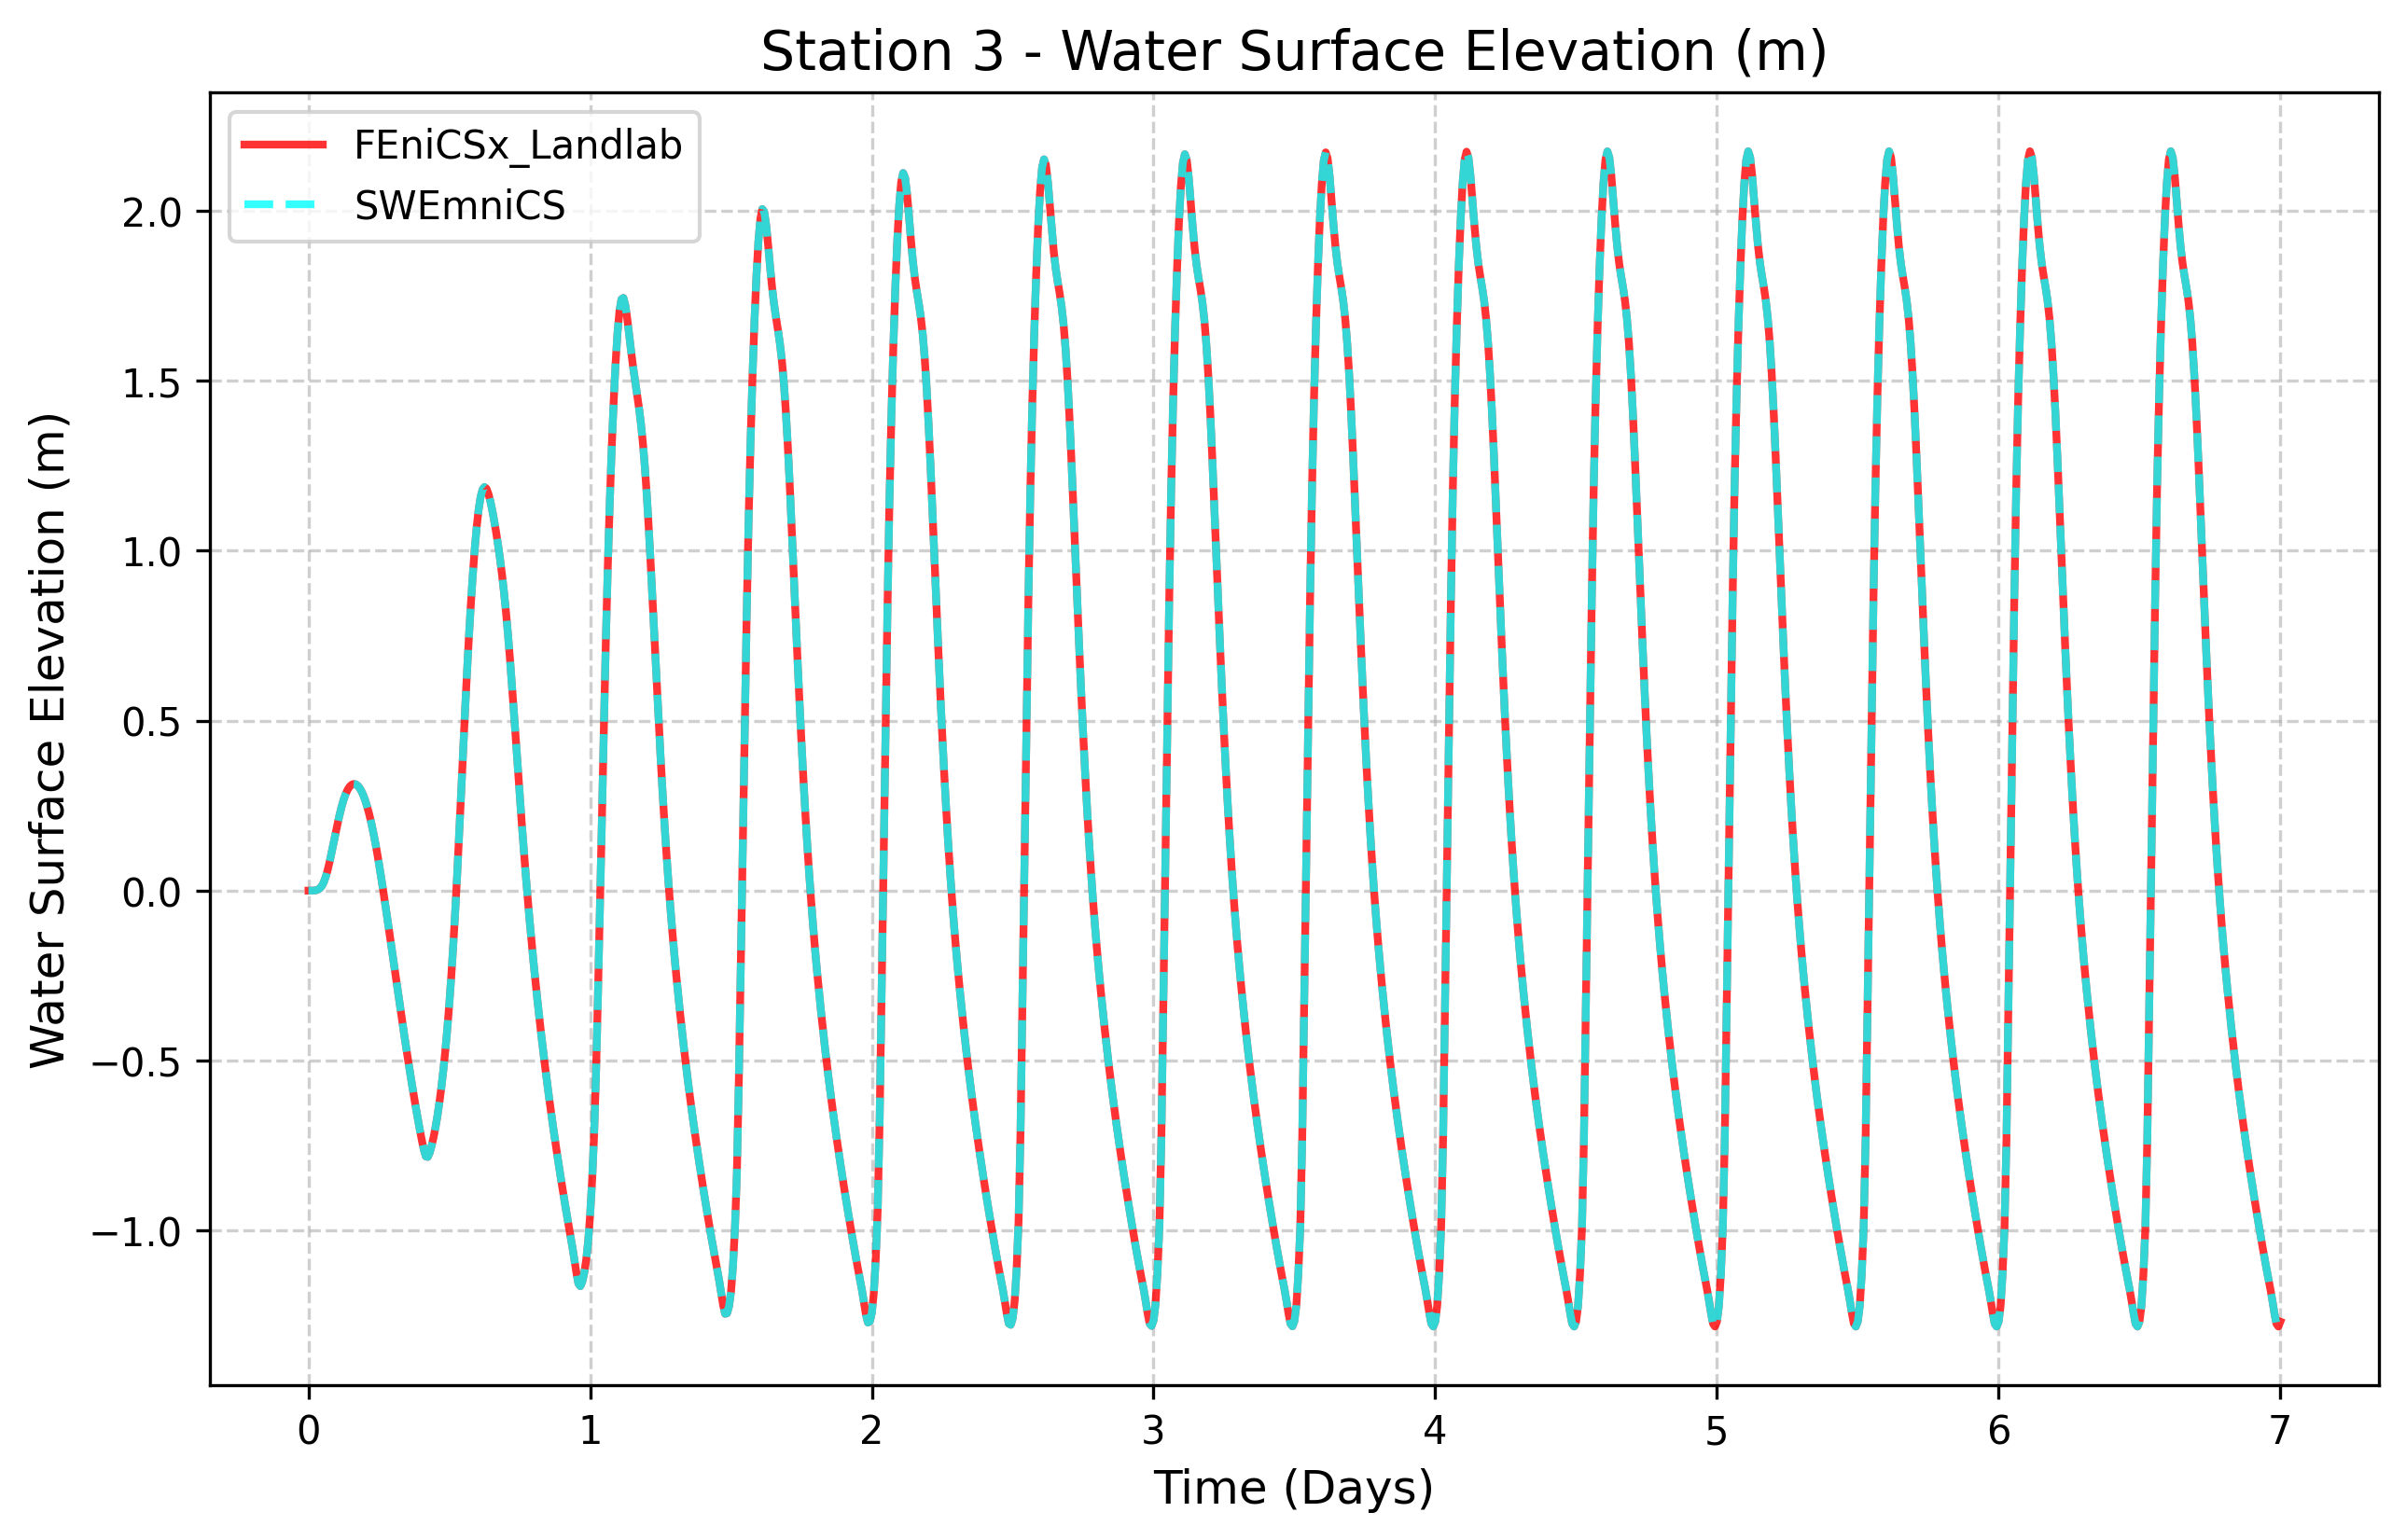 Station 3 - Water Surface Elevation (m)
FEniCSx_Landlab
SWEmniCS
Water Surface Elevation (m)
2.0
1.5
1.0
0.5
0.0
−0.5
−1.0
0 1 2 3 4 5 6 7
Time (Days)